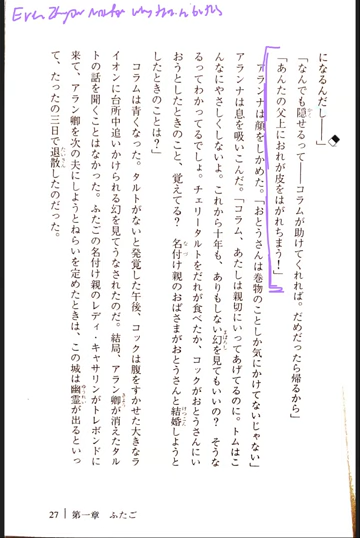 になるんだし――」
「なんでも隠せるって――コラムが助けてくれれば。だめだったら帰るから」
「あんたの父上におれが皮をはがれちまう！」
アランナは顔をしかめた。「おとうさんは巻物のことしか気にかけてないじゃない」
アランナは息を吸いこんだ。「コラム、あたしは親切にいってあげてるのに。トムはこ
んなにやさしくしないよ。これから十年も、ありもしない幻を見てもいいの？　そうな
るってわかってるでしょ。チェリータルトをだれが食べたか、コックがおとうさんにい
おうとしたときのこと、覚えてる？　名付け親のおばさまがおとうさんと結婚しようと
したときのことは？」
コラムは青くなった。タルトがないと発覚した午後、コックは腹をすかせた大きなラ
イオンに台所中追いかけられる幻を見てうなされたのだ。結局、アラン卿が消えたタル
トの話を聞くことはなかった。ふたごの名付け親のレディ・キャサリンがトレボンドに
来て、アラン卿を次の夫にしようとねらいを定めたときは、この城は幽霊が出るといっ
て、たったの三日で退散したのだった。
27 第一章　ふたご